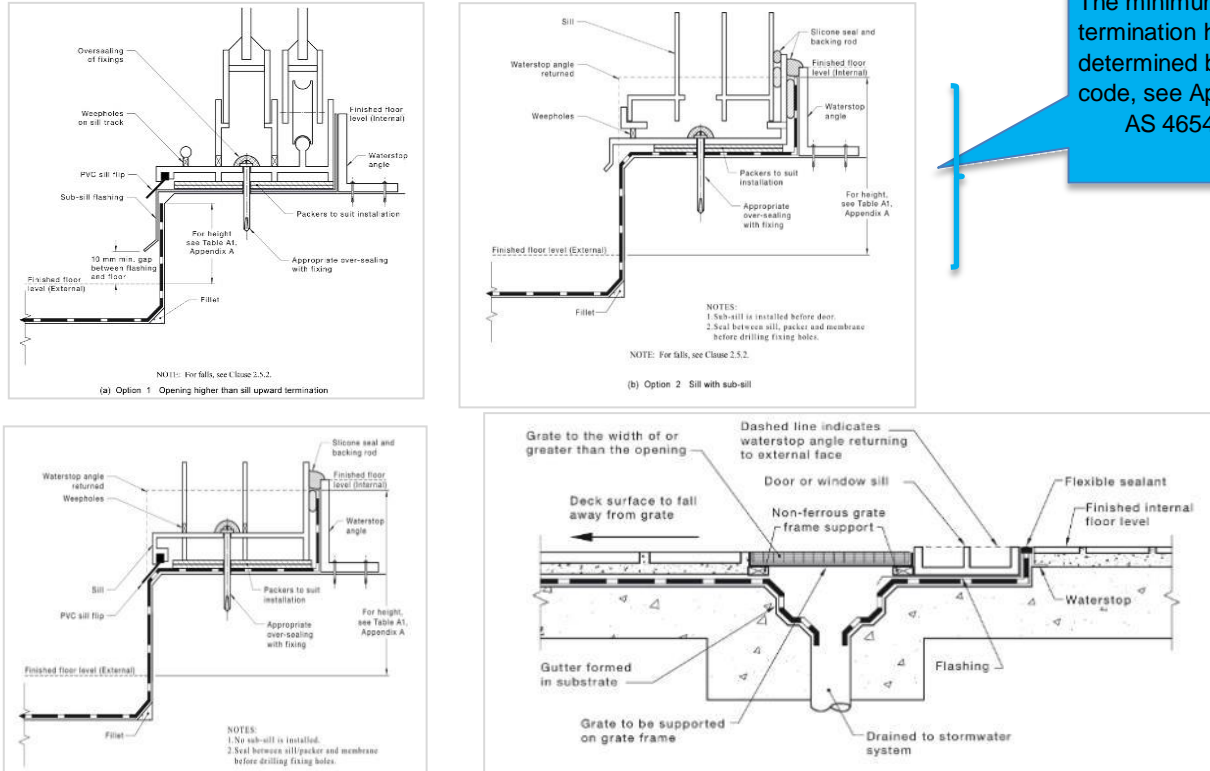 Oversealing
of fixings
Weepholes
on sill track
PVC sill flip
Sub-sill flashing
10 mm min. gap
between flashing
and floor
Finished floor
level (External)
Finished floor
level (Internal)
Waterstop
angle
Packers to suit installation
For height
see Table A1,
Appendix A
Appropriate over-sealing
with fixing
Fillet
NOTE: For falls, see Clause 2.5.2.
(a) Option 1 Opening higher than sill upward termination
Sill
Waterstop angle
returned
Weepholes
Silicone seal and
backing rod
Finished floor
level (Internal)
Waterstop
angle
Packers to suit
installation
Appropriate
over-sealing
with fixing
For height,
see Table A1,
Appendix A
Finished floor level (External)
Fillet
NOTES:
1.Sub-sill is installed before door.
2.Seal between sill, packer and membrane
before drilling fixing holes.
NOTE: For falls, see Clause 2.5.2.
(b) Option 2 Sill with sub-sill
The minimum
termination h
determined b
code, see Ap
AS 4654
Silicone seal and
backing rod
Finished floor
level (Internal)
Waterstop angle
returned
Weepholes
Waterstop
angle
Sill
PVC sill flip
Packers to suit
installation
Appropriate
over-sealing
with fixing
For height,
see Table A1,
Appendix A
Finished floor level (External)
Fillet
NOTES:
1.No sub-sill is installed.
2.Seal between sill/packer and membrane
before drilling fixing holes.
Grate to the width of or
greater than the opening
Dashed line indicates
waterstop angle returning
to external face
Door or window sill
Flexible sealant
Deck surface to fall
away from grate
Non-ferrous grate
frame support
Finished internal
floor level
Waterstop
Flashing
Gutter formed
in substrate
Grate to be supported
on grate frame
Drained to stormwater
system